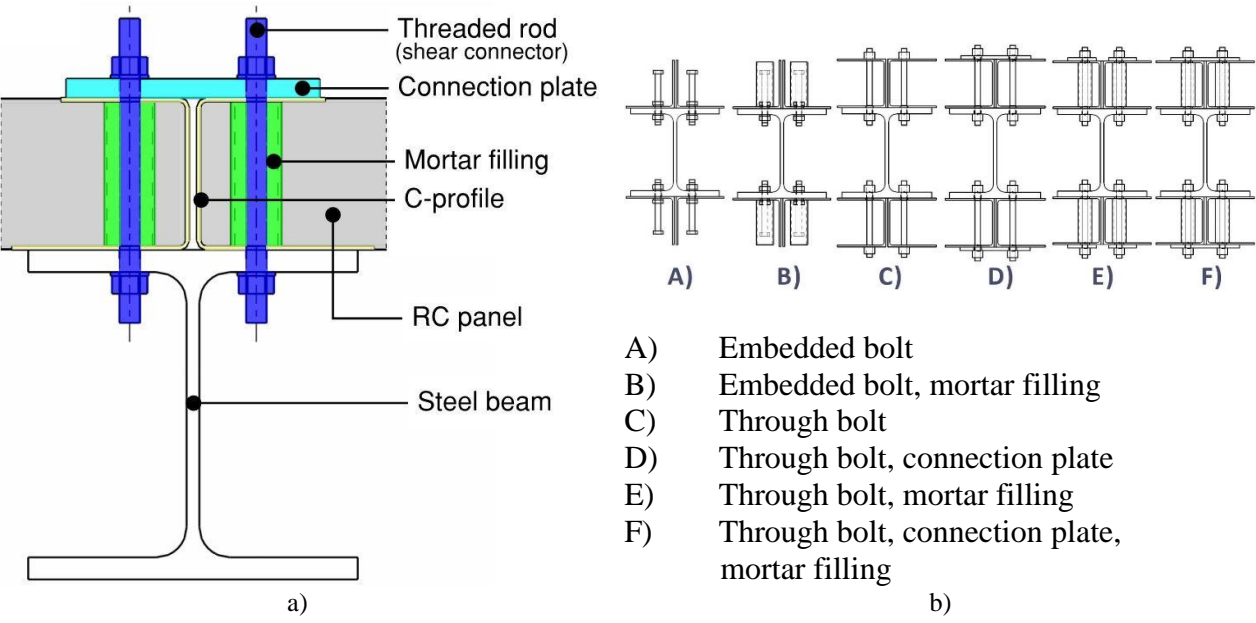 Threaded rod
(shear connector)
Connection plate
Mortar filling
C-profile
RC panel
Steel beam
a)
A) B) C) D) E) F)
A) Embedded bolt
B) Embedded bolt, mortar filling
C) Through bolt
D) Through bolt, connection plate
E) Through bolt, mortar filling
F) Through bolt, connection plate,
mortar filling
b)